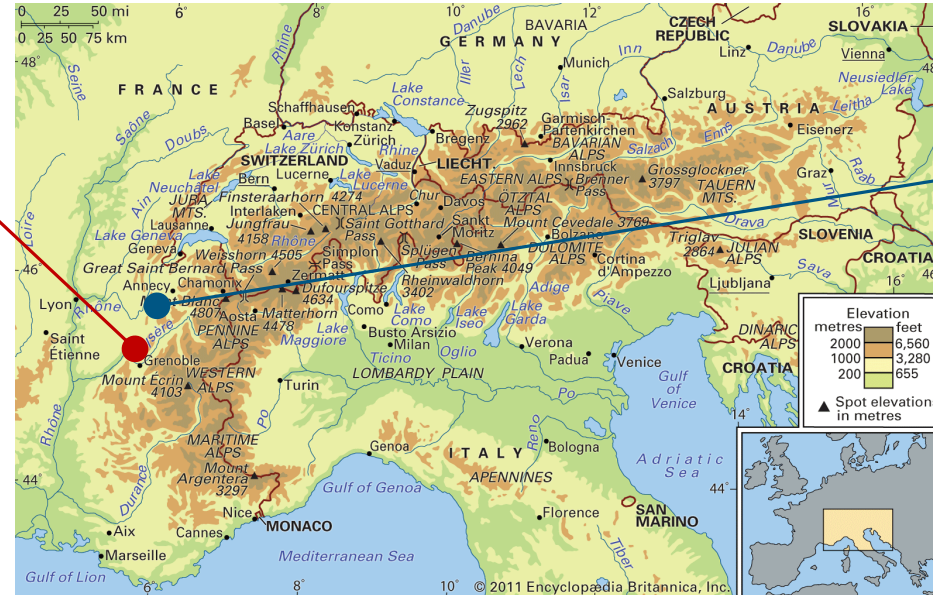 0 25 50 mi
0 25 50 75 km
6°
8°
10°
12°
16°
48°
48
46
44
44°
14°
6°
8°
10°
CZECH
REPUBLIC
SLOVAKIA
BAVARIA
GERMANY
FRANCE
AUSTRIA
SWITZERLAND
LIECHT.
SLOVENIA
CROATIA
CROATIA
ITALY
MONACO
SAN
MARINO
Danube
Rhine
Seine
Iller
Lech
Isar
Inn
Linz
Danube
Vienna
Munich
Neusiedler
Lake
Lake
Constance
Salzburg
Leitha
Saône
Doubs
Schaffhausen
Basel
Konstanz
Aare
Lake Zürich
Zürich
Rhine
Bregenz
Zugspitz
2962
Garmisch-
Partenkirchen
BAVARIAN
ALPS
Salzach
Enns
Eisenerz
Vaduz
Innsbruck
Grossglockner
3797
EASTERN ALPS
Brenner
Pass
TAUERN
MTS.
Graz
Raab
Mur
Lake
Neuchâtel
Bern
Lucerne
Lake
Lucerne
JURA
MTS.
Finsteraarhorn 4274
Chur
Davos
ÖTZTAL
ALPS
Ain
Interlaken
CENTRAL ALPS
Jungfrau
4158
Saint Gotthard
Pass
Sankt
Moritz
Mount Cevedale 3769
Drava
Loire
Lausanne
Lake Geneva
Geneva
Rhône
Weisshorn 4505
Simplon
Pass
Splügen
Pass
Bernina
Peak 4049
Bolzano
DOLOMITE
ALPS
Triglav
2864
JULIAN
ALPS
Great Saint Bernard Pass
Zermatt
Rheinwaldhorn
3402
Cortina
d'Ampezzo
Sava
Ljubljana
Annecy
Chamonix
Dufourspitze
4634
Adige
Piave
Lyon
Rhône
Mont Blanc
4807
Aosta
Matterhorn
4478
Como
Lake
Como
Lake
Iseo
Lake
Garda
Saint
Étienne
Isère
PENNINE
ALPS
Lake
Maggiore
Busto Arsizio
Milan
Verona
Padua
Venice
DINARIC
ALPS
Grenoble
Mount Écrin
4103
WESTERN
ALPS
Ticino
Oglio
LOMBARDY PLAIN
Turin
Po
Po
Gulf
of
Venice
Rhône
MARITIME
ALPS
Mount
Argentera
3297
Genoa
Reno
Bologna
APENNINES
Adriatic
Sea
Durance
Gulf of Genoa
Nice
Florence
Aix
Cannes
Marseille
Tiber
Mediterranean Sea
Gulf of Lion
Elevation
metres feet
2000 6,560
1000 3,280
200 655
Spot elevations
in metres
© 2011 Encyclopædia Britannica, Inc.